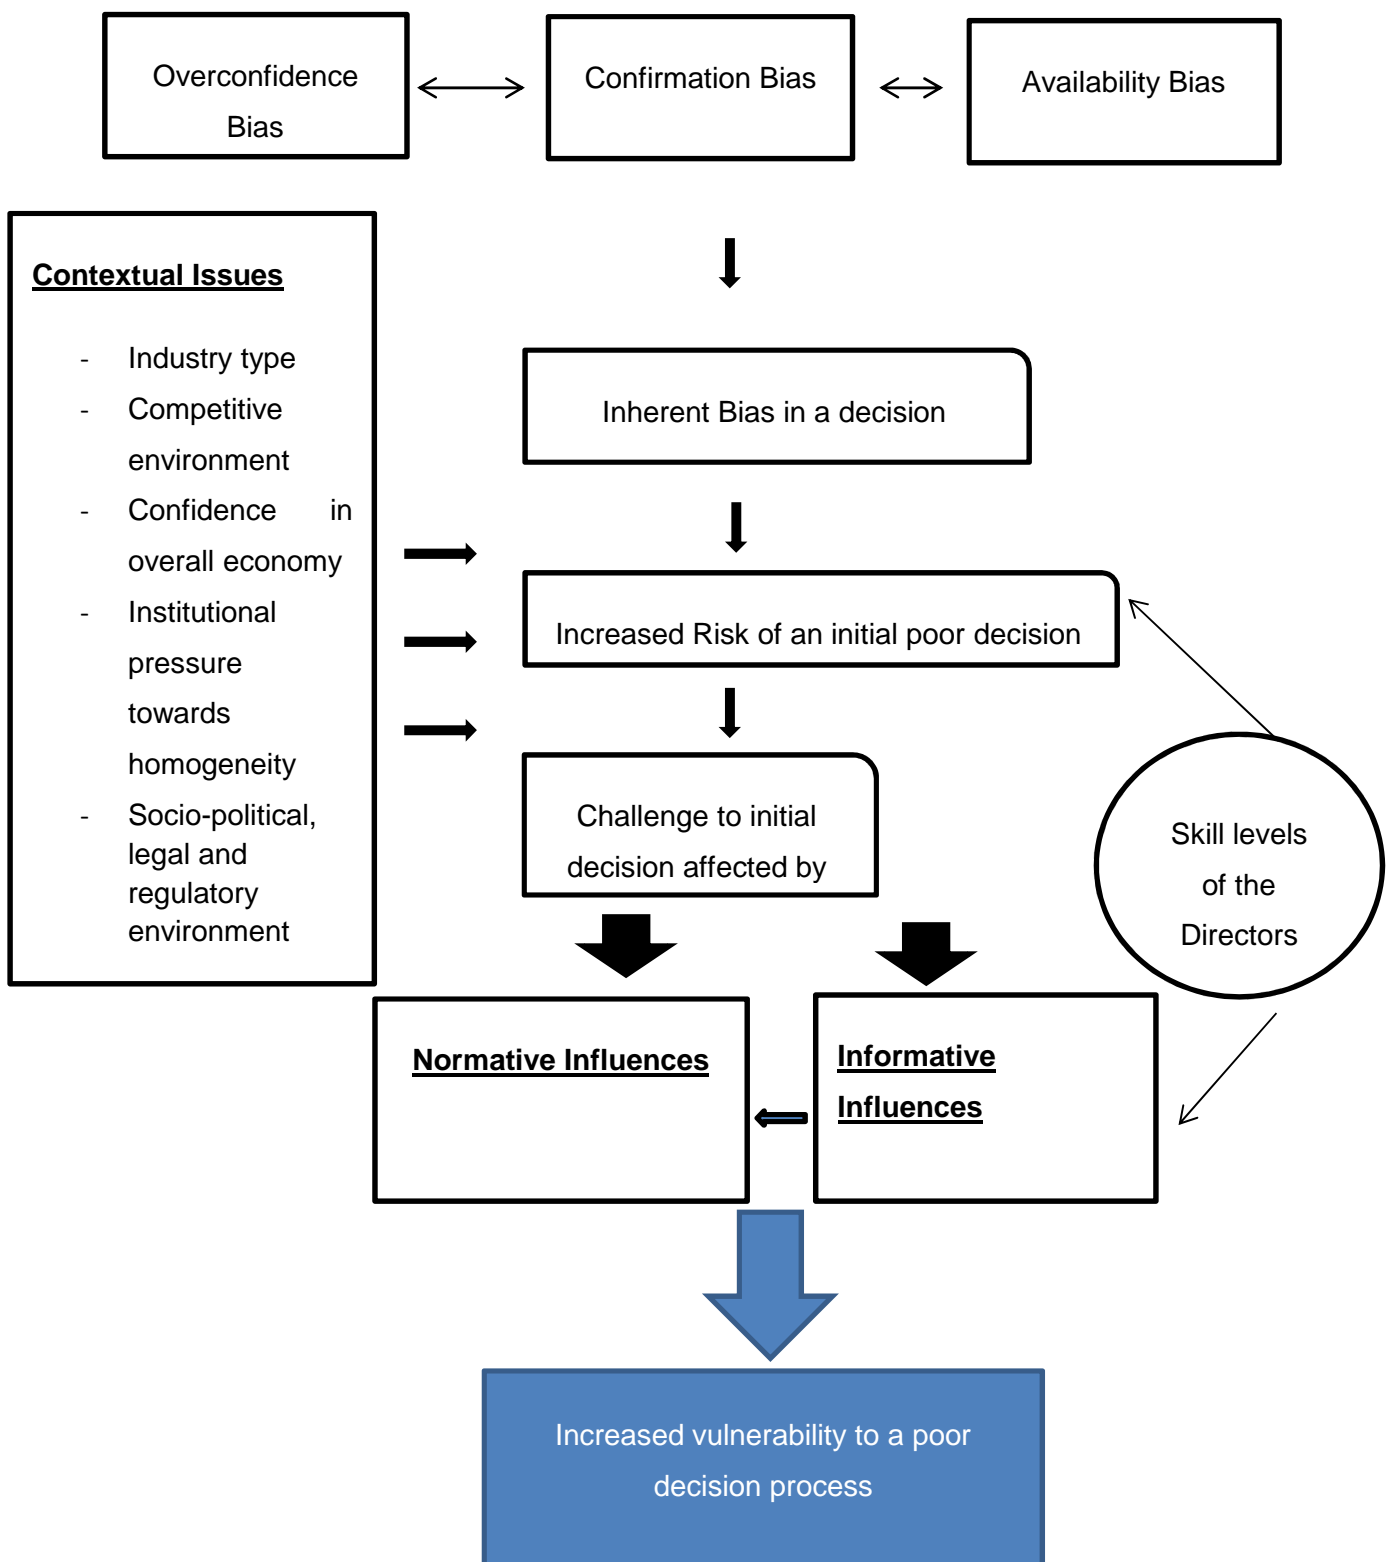 Overconfidence
Bias
Confirmation Bias
Availability Bias
Contextual Issues
- Industry type
- Competitive
environment
- Confidence in
overall economy
- Institutional
pressure
towards
homogeneity
- Socio-political,
legal and
regulatory
environment
Inherent Bias in a decision
Increased Risk of an initial poor decision
Challenge to initial
decision affected by
Skill levels
of the
Directors
Normative Influences
Informative
Influences
Increased vulnerability to a poor
decision process